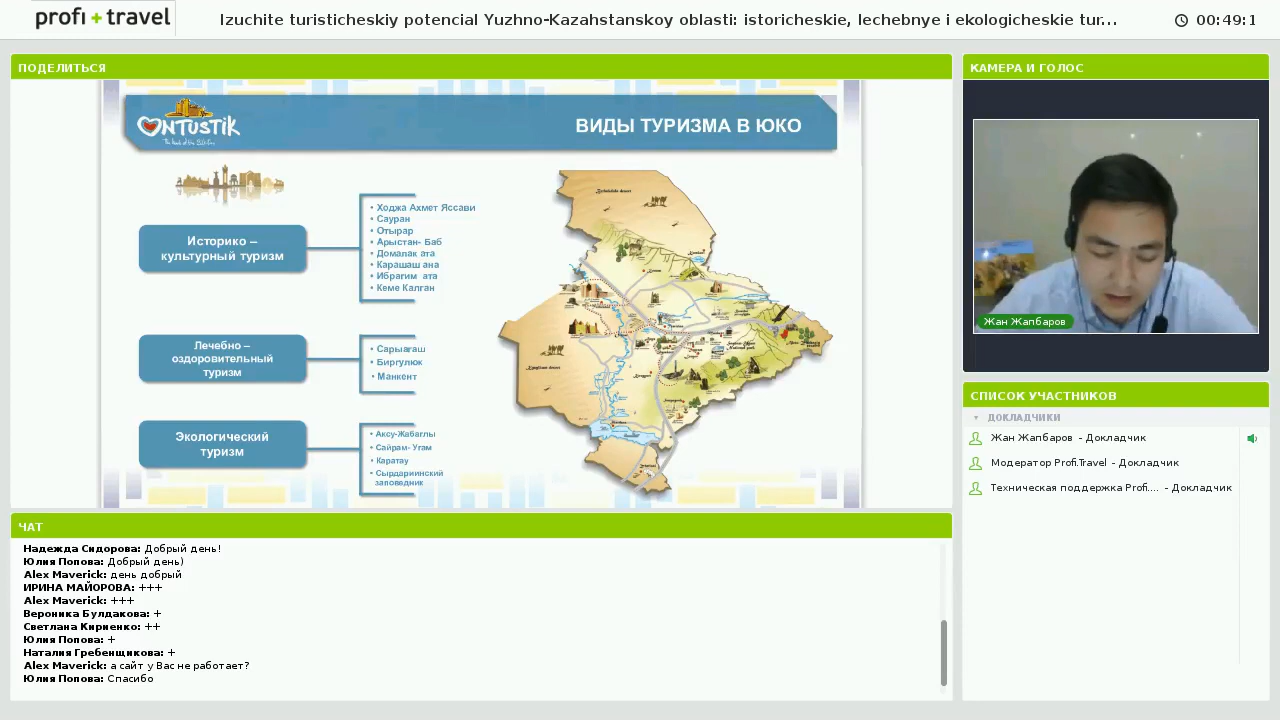 profi + travel
Izuchite turisticheskiy potencial Yuzhno-Kazahstanskoy oblasti: istoricheskie, lechebnye i ekologicheskie tur...
00:49:1
ПОДЕЛИТЬСЯ
ONTUSTIK
ВИДЫ ТУРИЗМА В ЮКО
Историко –
культурный туризм
• Ходжа Ахмет Яссави
• Сауран
• Отырар
• Арыстан- Баб
• Домалак ата
• Карашаш ана
• Ибрагим ата
• Кеме Калган
Лечебно –
оздоровительный
туризм
• Сарыагаш
• Биргулюк
• Манкент
Экологический
туризм
• Аксу-Жабаглы
• Сайрам- Угам
• Каратау
• Сырдариинский
заповедник
КАМЕРА И ГОЛОС
Жан Жапбаров
СПИСОК УЧАСТНИКОВ
ДОКЛАДЧИКИ
Жан Жапбаров - Докладчик
Модератор Profi.Travel - Докладчик
Техническая поддержка Profi.... - Докладчик
ЧАТ
Надежда Сидорова: Добрый день!
Юлия Попова: Добрый день)
Alex Maverick: день добрый
ИРИНА МАЙОРОВА: +++
Alex Maverick: +++
Вероника Булдакова: +
Светлана Кириенко: ++
Юлия Попова: +
Наталия Гребенщикова: +
Alex Maverick: а сайт у Вас не работает?
Юлия Попова: Спасибо